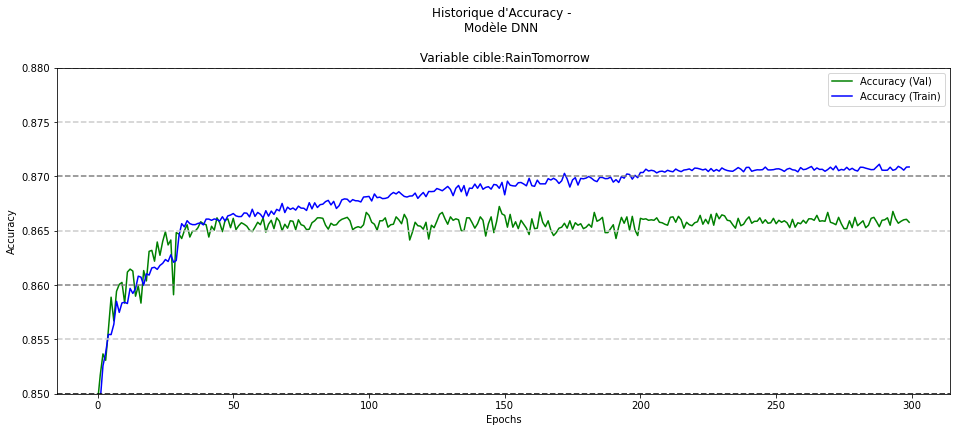 Historique d'Accuracy -
Modèle DNN
Variable cible:RainTomorrow
Accuracy (Val)
Accuracy (Train)
0.880
0.875
0.870
0.865
0.860
0.855
0.850
Accuracy
0
50
100
150
200
250
300
Epochs